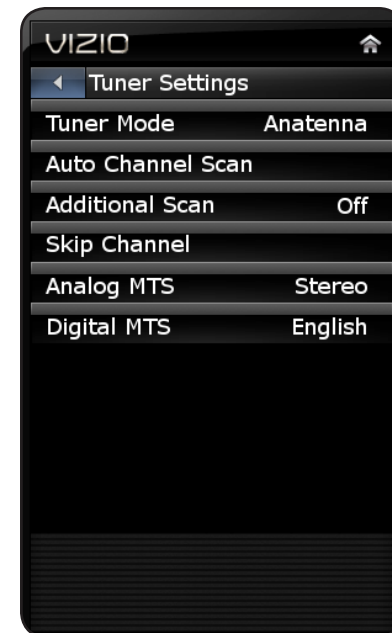 VIZIO
Tuner Settings
Tuner Mode Anatenna
Auto Channel Scan
Additional Scan Off
Skip Channel
Analog MTS Stereo
Digital MTS English